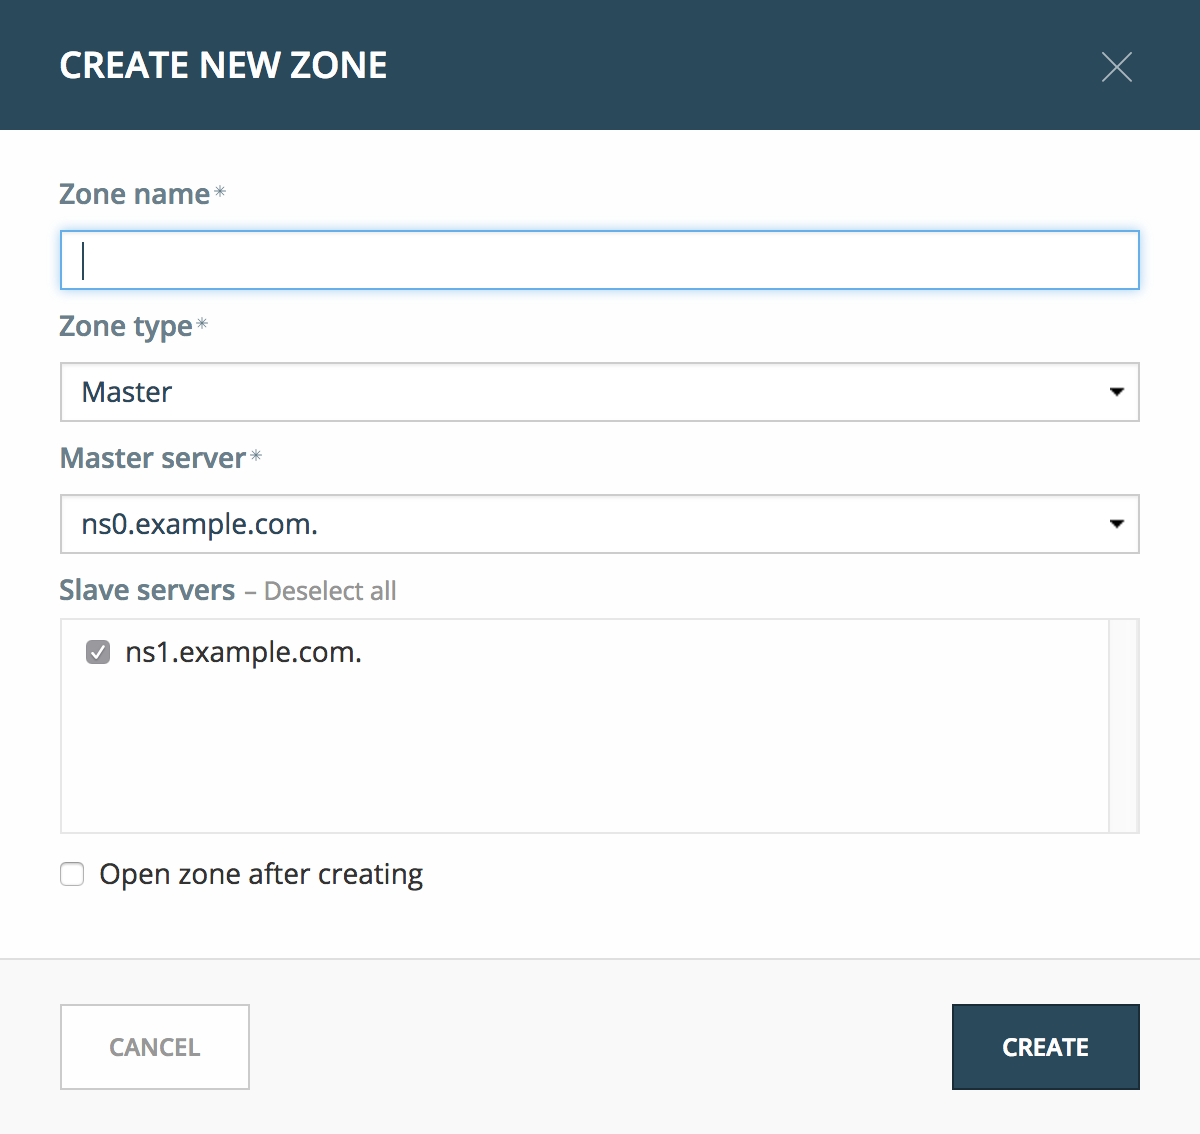 CREATE NEW ZONE
Zone name*
Zone type*
Master
Master server*
ns0.example.com.
Slave servers – Deselect all
ns1.example.com.
Open zone after creating
CANCEL
CREATE